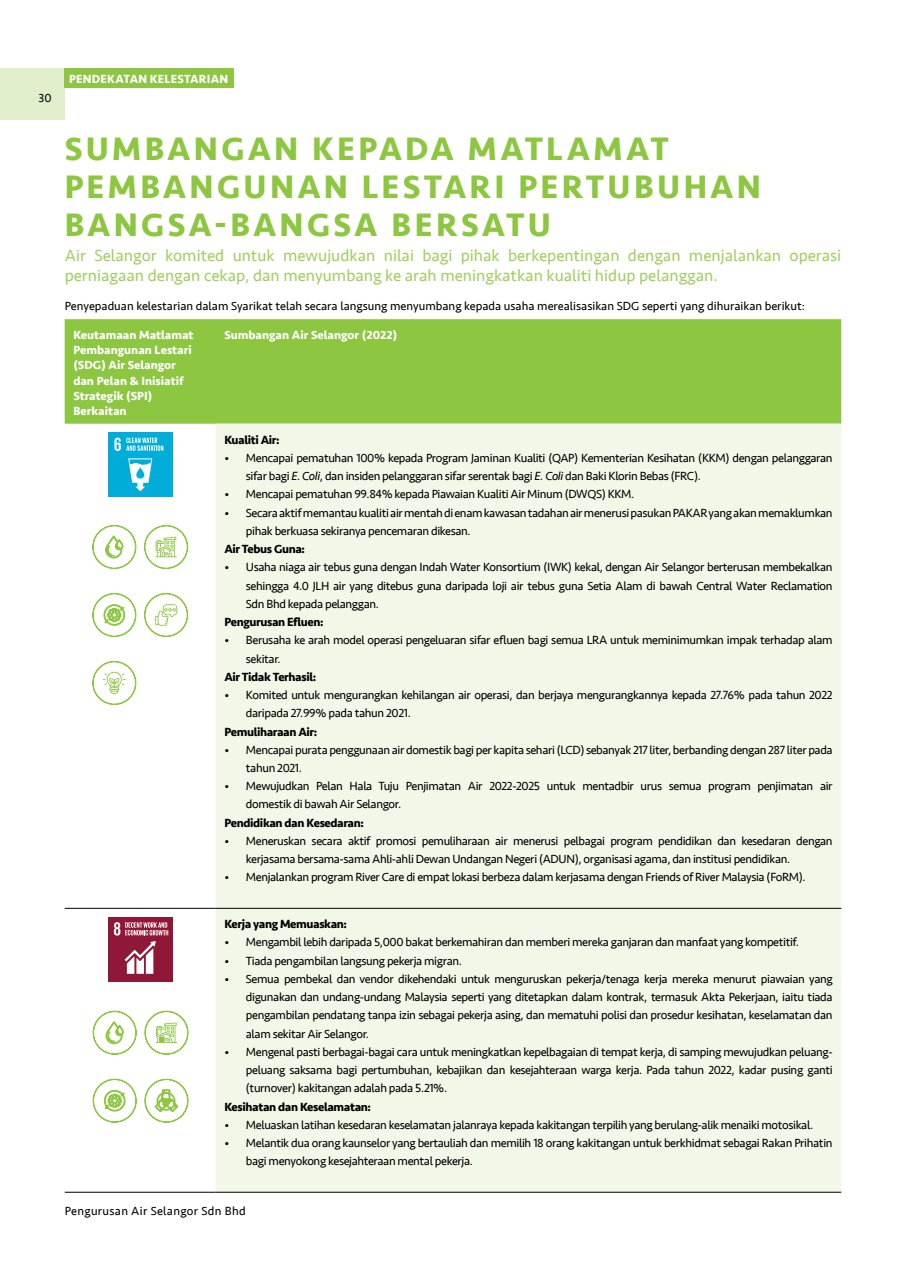 PENDEKATAN KELESTARIAN
30
SUMBANGAN KEPADA MATLAMAT
PEMBANGUNAN LESTARI PERTUBUHAN
BANGSA-BANGSA BERSATU
Air Selangor komited untuk mewujudkan nilai bagi pihak berkepentingan dengan menjalankan operasi
perniagaan dengan cekap, dan menyumbang ke arah meningkatkan kualiti hidup pelanggan.
Penyepaduan kelestarian dalam Syarikat telah secara langsung menyumbang kepada usaha merealisasikan SDG seperti yang dihuraikan berikut:
Keutamaan Matlamat
Pembangunan Lestari
(SDG) Air Selangor
dan Pelan & Inisiatif
Strategik (SPI)
Berkaitan
Sumbangan Air Selangor (2022)
6 CLEAN WATER
AND SANITATION
Kualiti Air:
• Mencapai pematuhan 100% kepada Program Jaminan Kualiti (QAP) Kementerian Kesihatan (KKM) dengan pelanggaran
sifar bagi E. Coli, dan insiden pelanggaran sifar serentak bagi E. Coli dan Baki Klorin Bebas (FRC).
• Mencapai pematuhan 99.84% kepada Piawaian Kualiti Air Minum (DWQS) KKM.
• Secara aktif memantau kualiti air mentah di enam kawasan tadahan air menerusi pasukan PAKAR yang akan memaklumkan
pihak berkuasa sekiranya pencemaran dikesan.
Air Tebus Guna:
• Usaha niaga air tebus guna dengan Indah Water Konsortium (IWK) kekal, dengan Air Selangor berterusan membekalkan
sehingga 4.0 JLH air yang ditebus guna daripada loji air tebus guna Setia Alam di bawah Central Water Reclamation
Sdn Bhd kepada pelanggan.
Pengurusan Efluen:
• Berusaha ke arah model operasi pengeluaran sifar efluen bagi semua LRA untuk meminimumkan impak terhadap alam
sekitar.
Air Tidak Terhasil:
• Komited untuk mengurangkan kehilangan air operasi, dan berjaya mengurangkannya kepada 27.76% pada tahun 2022
daripada 27.99% pada tahun 2021.
Pemuliharaan Air:
• Mencapai purata penggunaan air domestik bagi per kapita sehari (LCD) sebanyak 217 liter, berbanding dengan 287 liter pada
tahun 2021.
• Mewujudkan Pelan Hala Tuju Penjimatan Air 2022-2025 untuk mentadbir urus semua program penjimatan air
domestik di bawah Air Selangor.
Pendidikan dan Kesedaran:
• Meneruskan secara aktif promosi pemuliharaan air menerusi pelbagai program pendidikan dan kesedaran dengan
kerjasama bersama-sama Ahli-ahli Dewan Undangan Negeri (ADUN), organisasi agama, dan institusi pendidikan.
• Menjalankan program River Care di empat lokasi berbeza dalam kerjasama dengan Friends of River Malaysia (FoRM).
8 DECENT WORK AND
ECONOMIC GROWTH
Kerja yang Memuaskan:
• Mengambil lebih daripada 5,000 bakat berkemahiran dan memberi mereka ganjaran dan manfaat yang kompetitif.
• Tiada pengambilan langsung pekerja migran.
• Semua pembekal dan vendor dikehendaki untuk menguruskan pekerja/tenaga kerja mereka menurut piawaian yang
digunakan dan undang-undang Malaysia seperti yang ditetapkan dalam kontrak, termasuk Akta Pekerjaan, iaitu tiada
pengambilan pendatang tanpa izin sebagai pekerja asing, dan mematuhi polisi dan prosedur kesihatan, keselamatan dan
alam sekitar Air Selangor.
• Mengenal pasti berbagai-bagai cara untuk meningkatkan kepelbagaian di tempat kerja, di samping mewujudkan peluang-
peluang saksama bagi pertumbuhan, kebajikan dan kesejahteraan warga kerja. Pada tahun 2022, kadar pusing ganti
(turnover) kakitangan adalah pada 5.21%.
Kesihatan dan Keselamatan:
• Meluaskan latihan kesedaran keselamatan jalanraya kepada kakitangan terpilih yang berulang-alik menaiki motosikal.
• Melantik dua orang kaunselor yang bertauliah dan memilih 18 orang kakitangan untuk berkhidmat sebagai Rakan Prihatin
bagi menyokong kesejahteraan mental pekerja.
Pengurusan Air Selangor Sdn Bhd